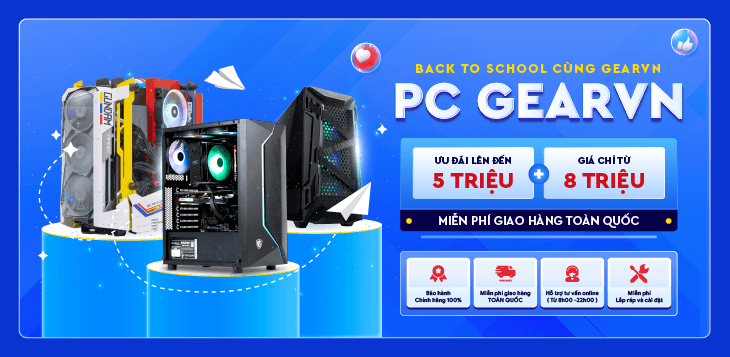 BACK TO SCHOOL CÙNG GEARVN
PC GEARVN
ƯU ĐÃI LÊN ĐẾN
5 TRIỆU
GIÁ CHỈ TỪ
8 TRIỆU
MIỄN PHÍ GIAO HÀNG TOÀN QUỐC
Bảo hành
Chính hãng 100%
Miễn phí giao hàng
TOÀN QUỐC
Hỗ trợ tư vấn online
( Từ 8h00 -22h00 )
Miễn phí
Lắp ráp và cài đặt
GUNDAM